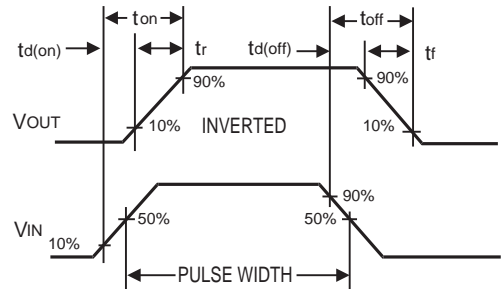 ton
toff
td(on)
tr
td(off)
tf
90%
90%
VOUT
10%
INVERTED
10%
90%
VIN
50%
50%
10%
PULSE WIDTH